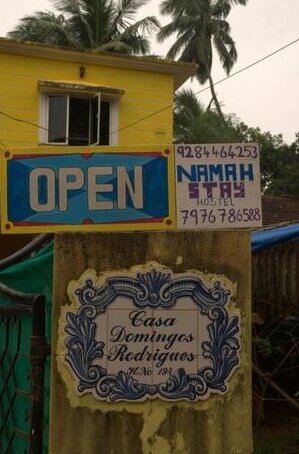 OPEN
9284464253
NAMAH
STAY
HOSTEL
7976786588
Casa
Domingos
Rodrigues
H.No 194